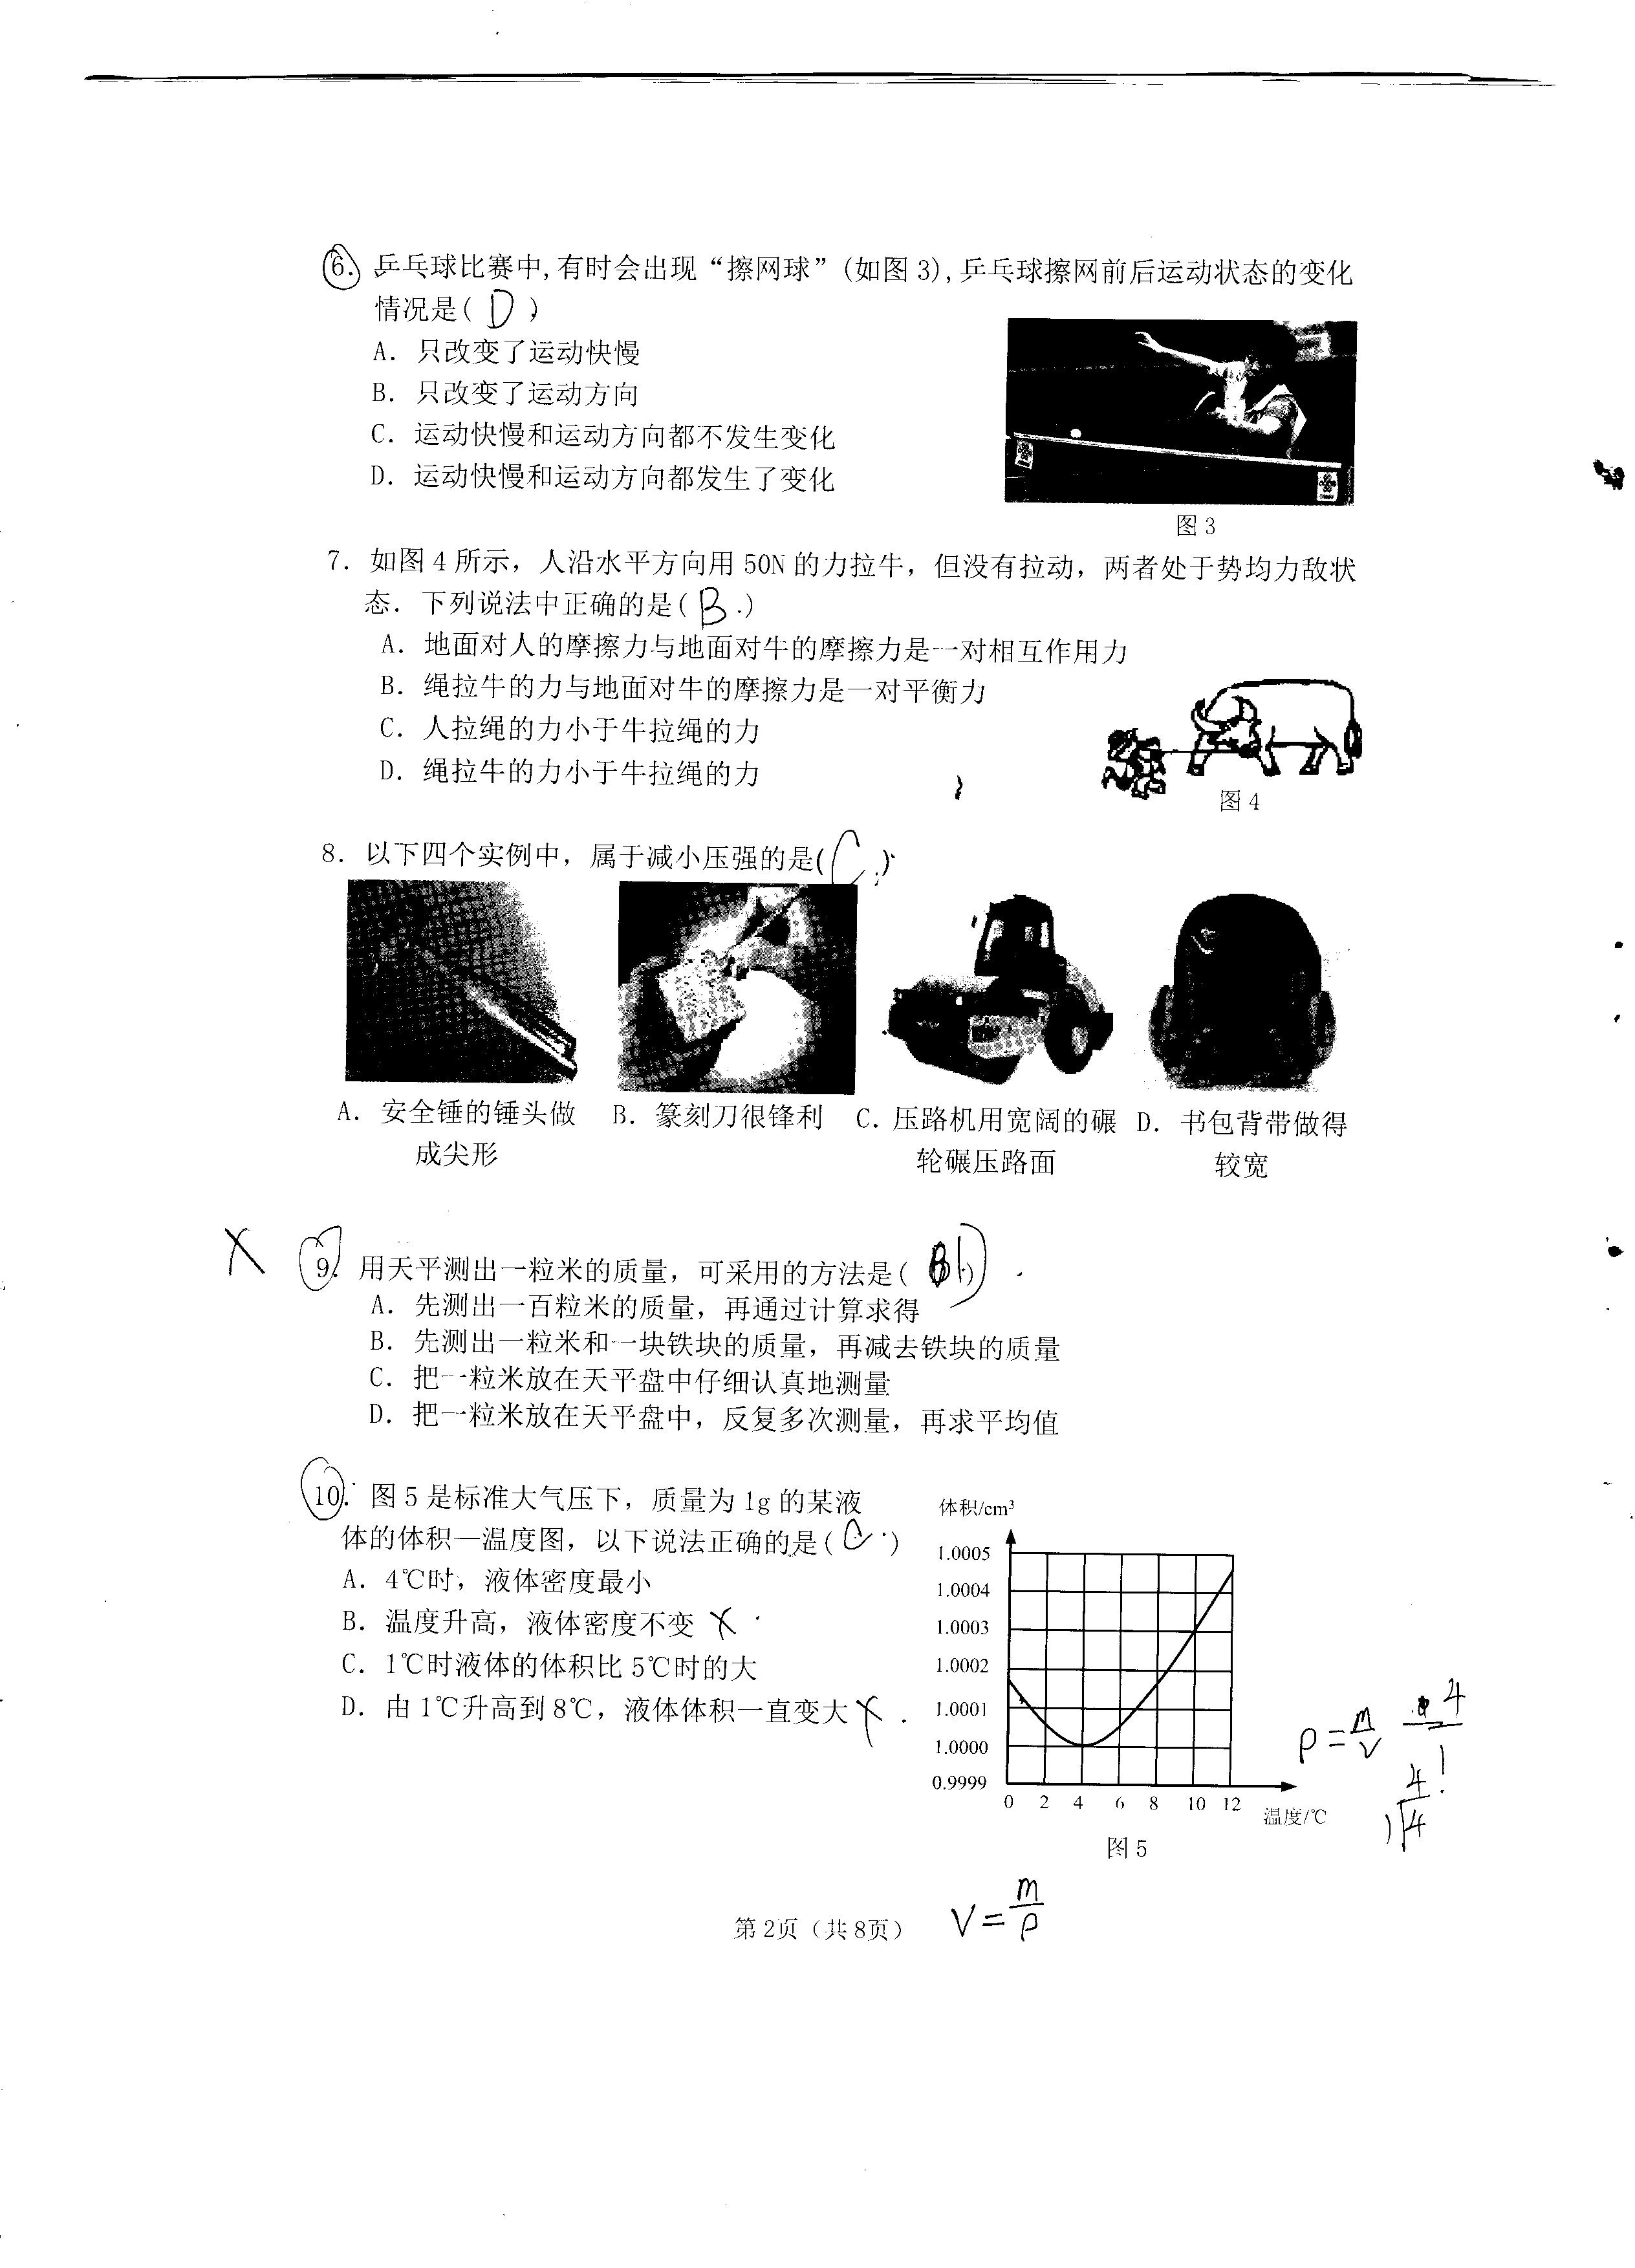 6. 乒乓球比赛中,有时会出现“擦网球”(如图3),乒乓球擦网前后运动状态的变化
情况是( D )
A. 只改变了运动快慢
B. 只改变了运动方向
C. 运动快慢和运动方向都不发生变化
D. 运动快慢和运动方向都发生了变化
图3
7. 如图4所示，人沿水平方向用50N的力拉牛，但没有拉动，两者处于势均力敌状
态．下列说法中正确的是( B )
A. 地面对人的摩擦力与地面对牛的摩擦力是一对相互作用力
B. 绳拉牛的力与地面对牛的摩擦力是一对平衡力
C. 人拉绳的力小于牛拉绳的力
D. 绳拉牛的力小于牛拉绳的力
图4
8. 以下四个实例中，属于减小压强的是( C )
A. 安全锤的锤头做
成尖形
B. 篆刻刀很锋利
C. 压路机用宽阔的碾
轮碾压路面
D. 书包背带做得
较宽
X 9. 用天平测出一粒米的质量，可采用的方法是( )
A. 先测出一百粒米的质量，再通过计算求得
B. 先测出一粒米和一块铁块的质量，再减去铁块的质量
C. 把一粒米放在天平盘中仔细认真地测量
D. 把一粒米放在天平盘中，反复多次测量，再求平均值
10. 图5是标准大气压下，质量为1g的某液
体的体积—温度图，以下说法正确的是( C )
A. 4℃时，液体密度最小
B. 温度升高，液体密度不变 X
C. 1℃时液体的体积比5℃时的大
D. 由1℃升高到8℃，液体体积一直变大 X
体积/cm³
1.0005
1.0004
1.0003
1.0002
1.0001
1.0000
0.9999
0 2 4 6 8 10 12
温度/℃
图5
ρ=m/V
第2页（共8页）
V=m/ρ